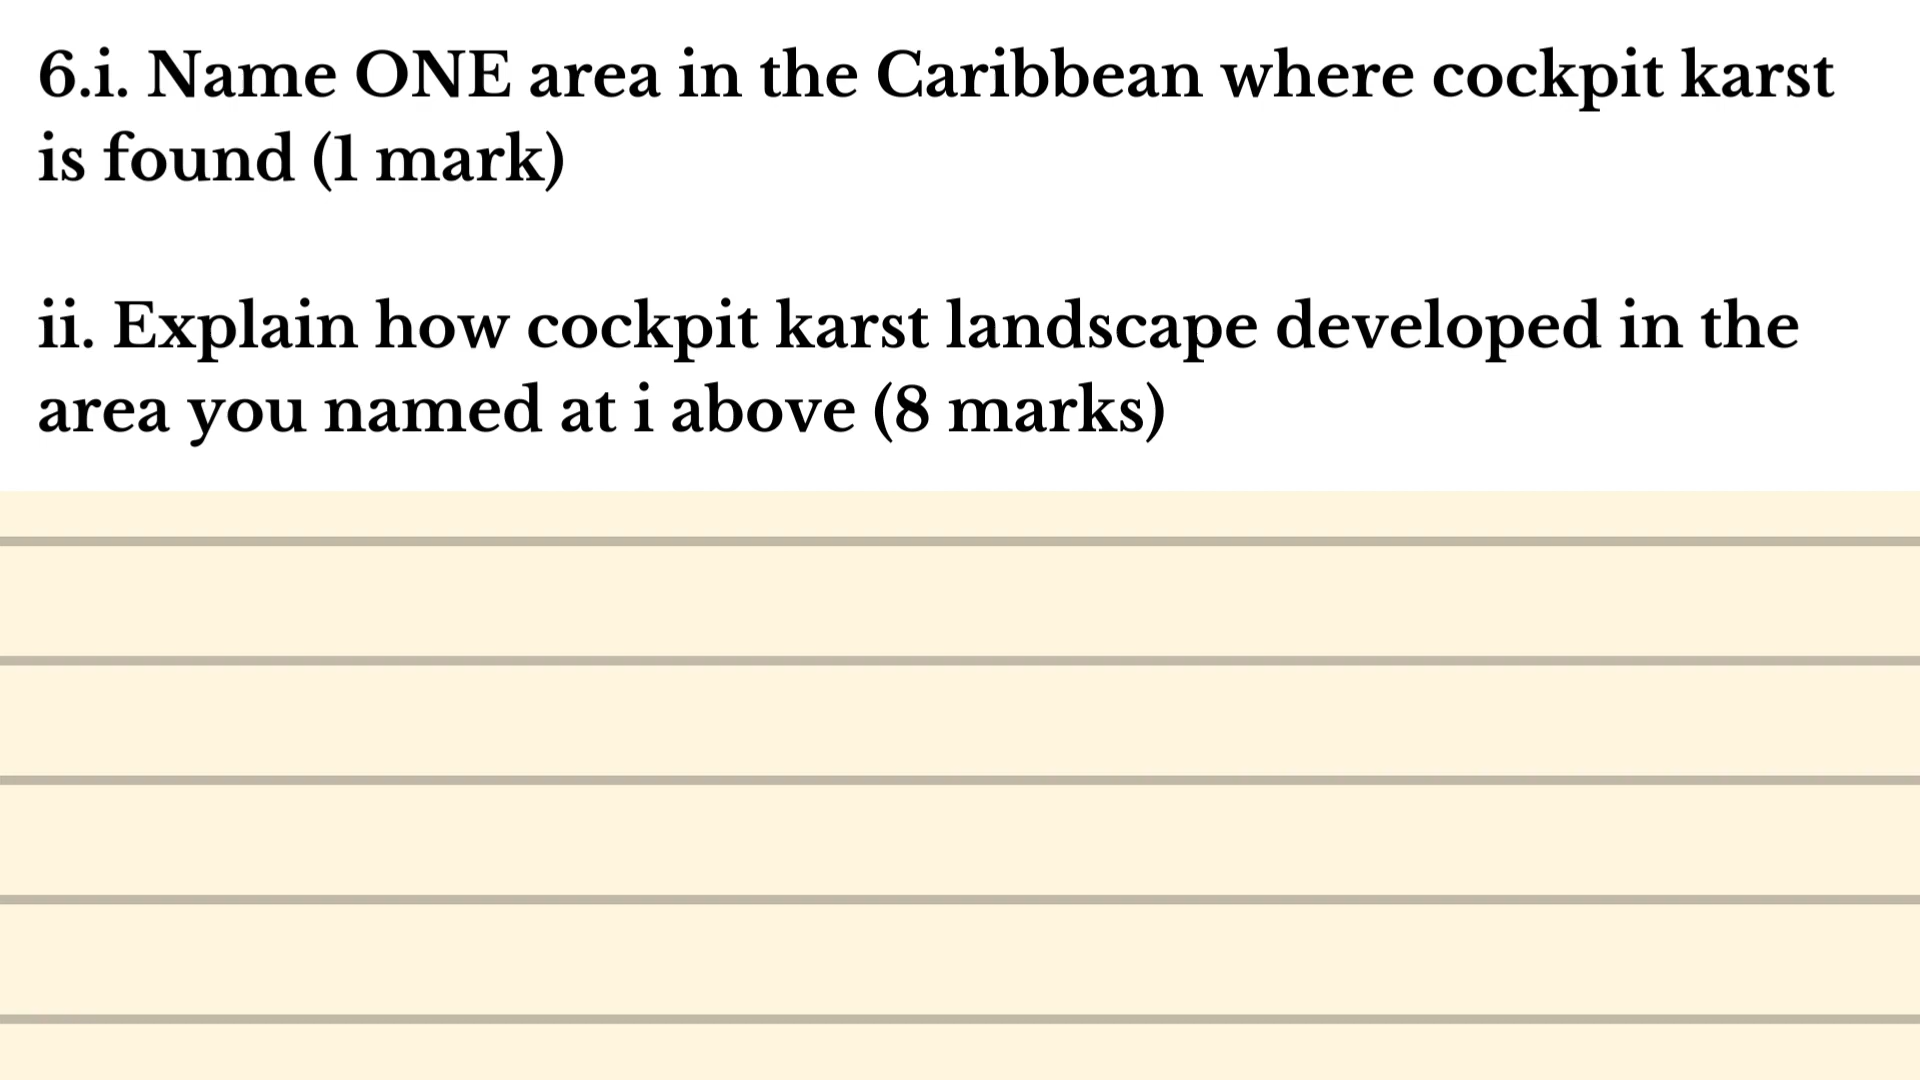 6.i. Name ONE area in the Caribbean where cockpit karst
is found (1 mark)
ii. Explain how cockpit karst landscape developed in the
area you named at i above (8 marks)